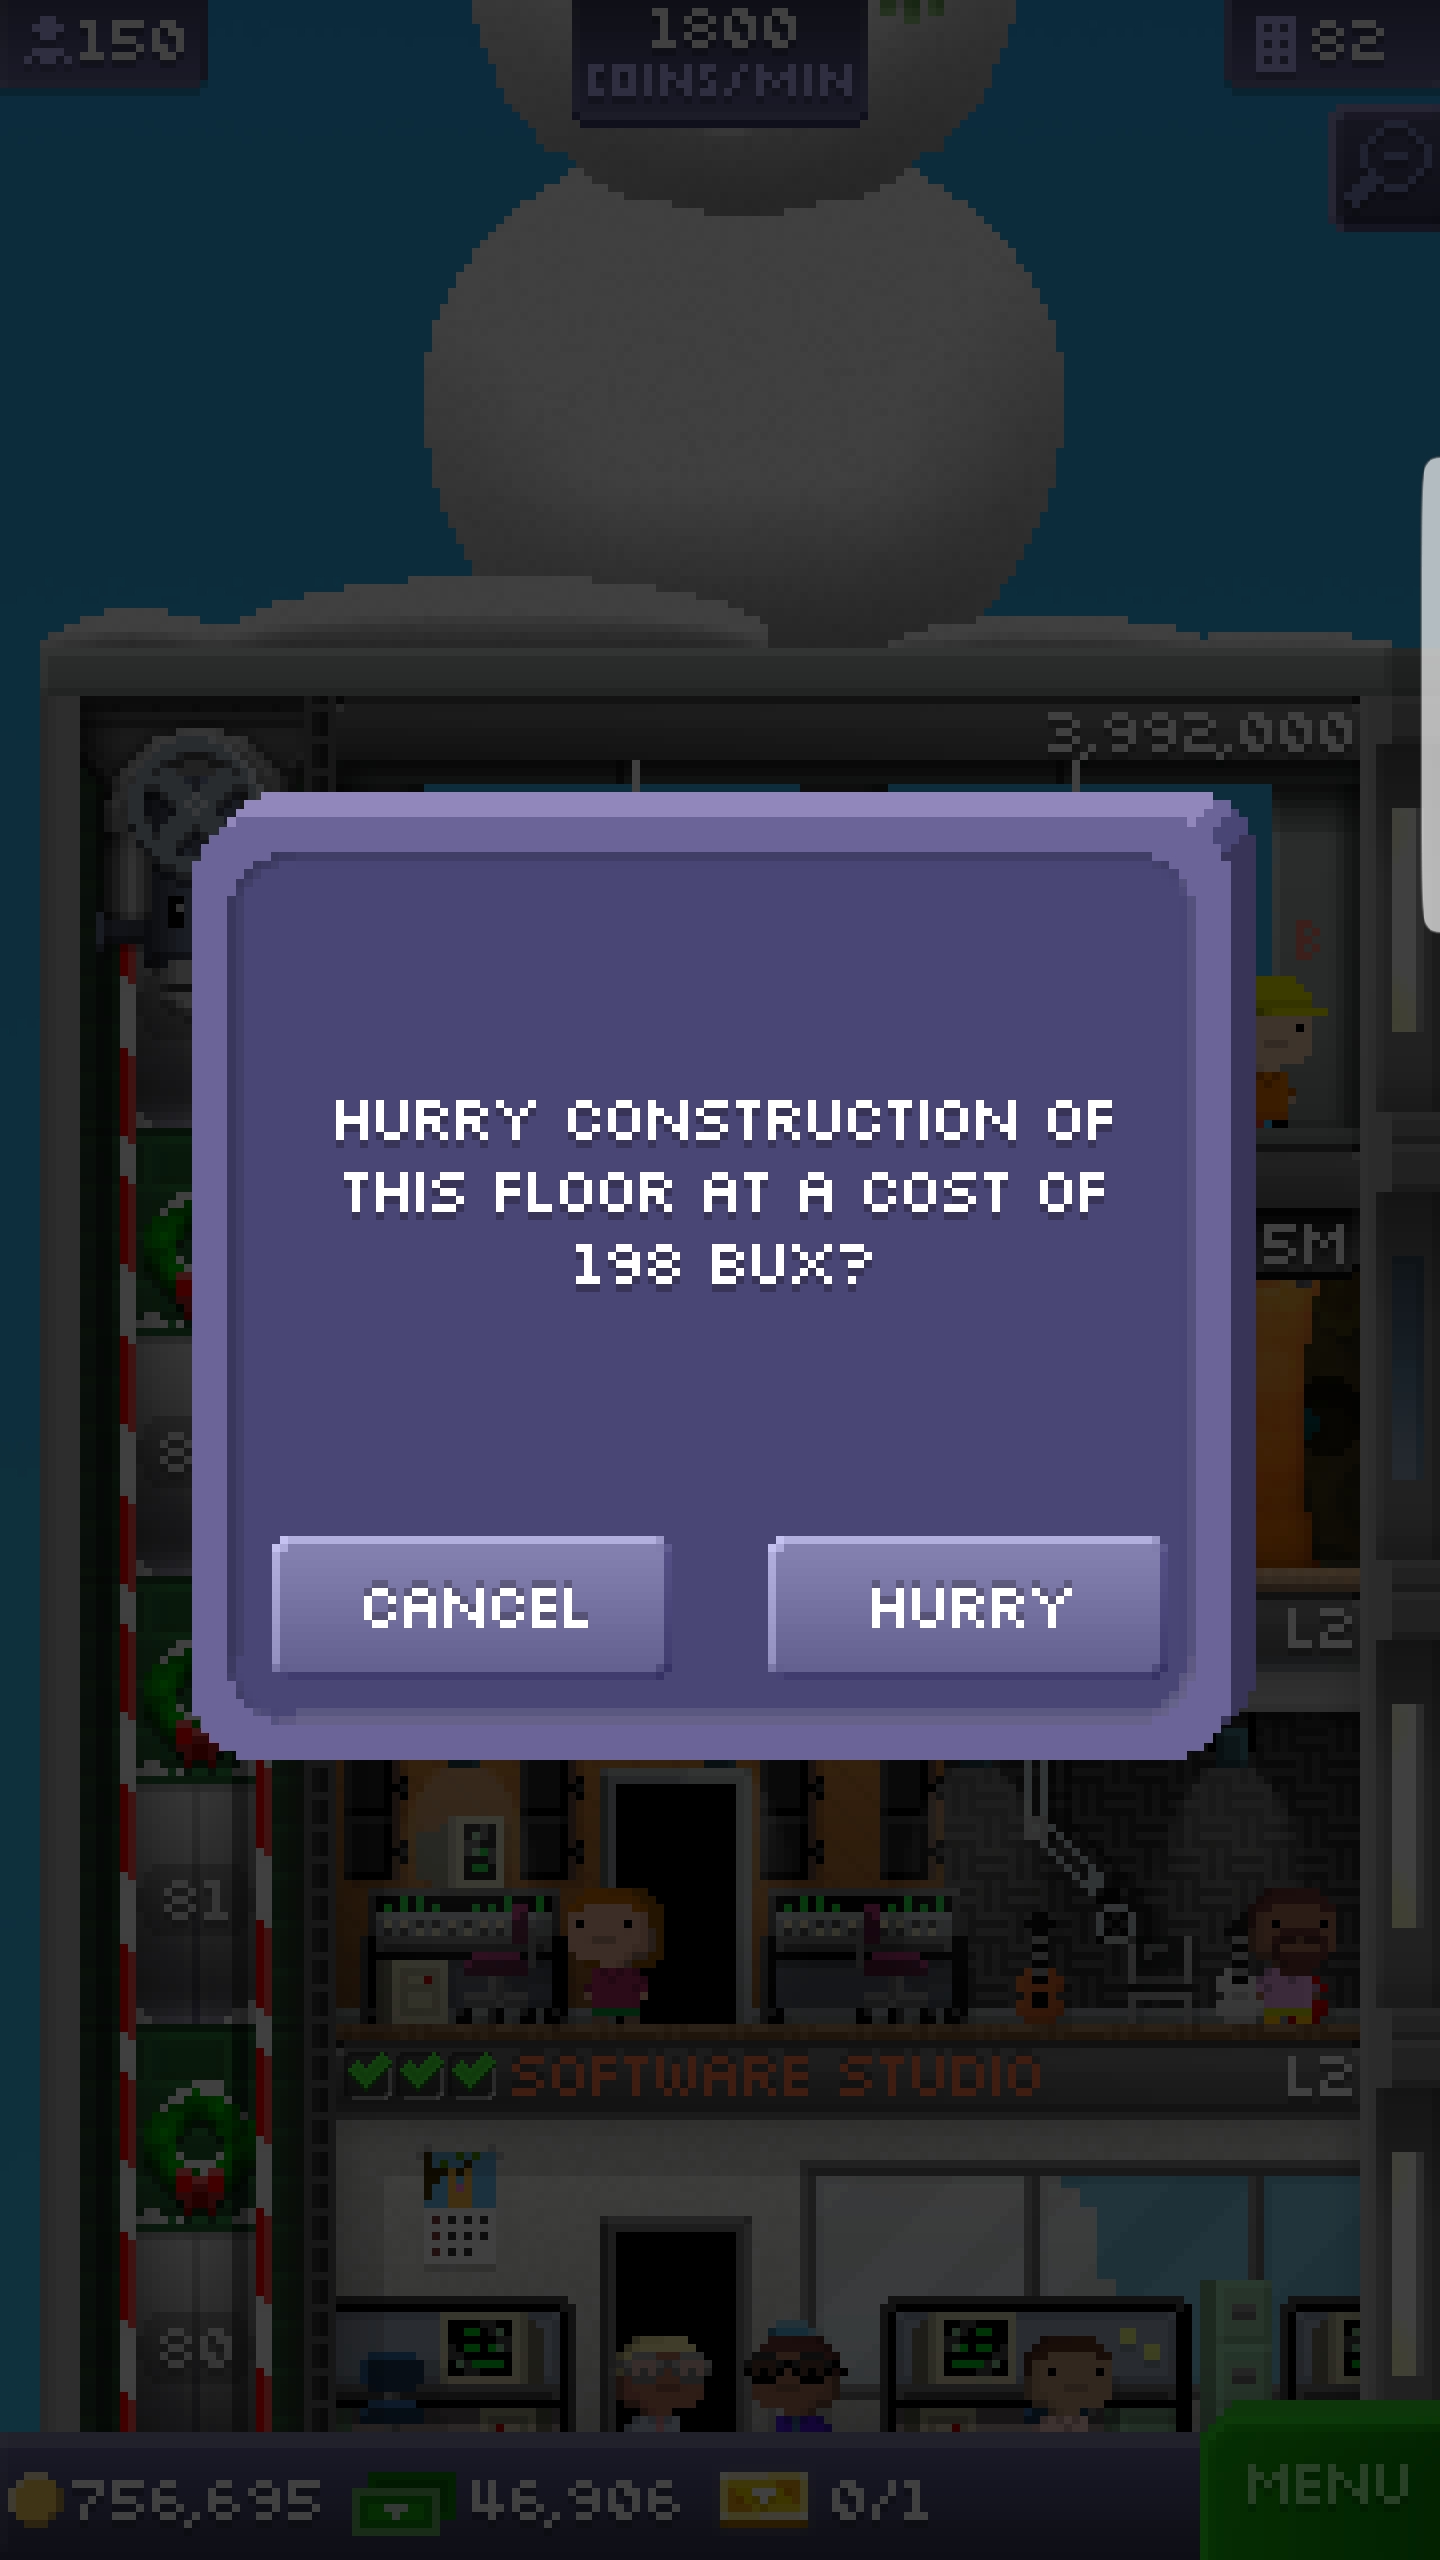 150
1800
COINS/MIN
82
3,992,000
B
5M
HURRY CONSTRUCTION OF
THIS FLOOR AT A COST OF
198 BUX?
CANCEL
HURRY
L2
81
SOFTWARE STUDIO
L2
80
756,695
46,906
0/1
MENU